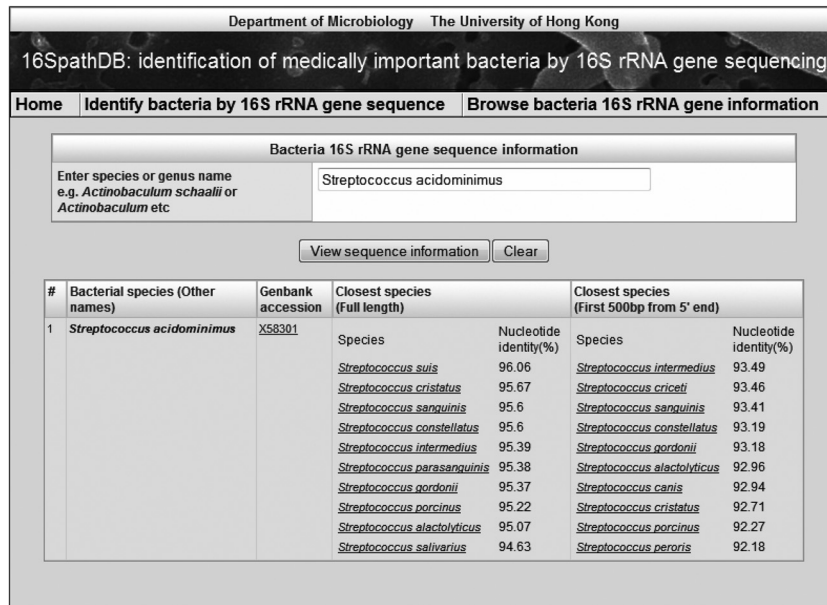 Department of Microbiology The University of Hong Kong
16SpathDB: identification of medically important bacteria by 16S rRNA gene sequencing
Home Identify bacteria by 16S rRNA gene sequence Browse bacteria 16S rRNA gene information
Bacteria 16S rRNA gene sequence information
Enter species or genus name
e.g. Actinobaculum schaalii or
Actinobaculum etc
Streptococcus acidominimus
View sequence information Clear
# Bacterial species (Other names) Genbank accession Closest species (Full length) Closest species (First 500bp from 5' end)
1 Streptococcus acidominimus X58301 Species Nucleotide identity(%) Species Nucleotide identity(%)
Streptococcus suis 96.06 Streptococcus intermedius 93.49
Streptococcus cristatus 95.67 Streptococcus criceti 93.46
Streptococcus sanguinis 95.6 Streptococcus sanguinis 93.41
Streptococcus constellatus 95.6 Streptococcus constellatus 93.19
Streptococcus intermedius 95.39 Streptococcus gordonii 93.18
Streptococcus parasanguinis 95.38 Streptococcus alactolyticus 92.96
Streptococcus gordonii 95.37 Streptococcus canis 92.94
Streptococcus porcinus 95.22 Streptococcus cristatus 92.71
Streptococcus alactolyticus 95.07 Streptococcus porcinus 92.27
Streptococcus salivarius 94.63 Streptococcus peroris 92.18